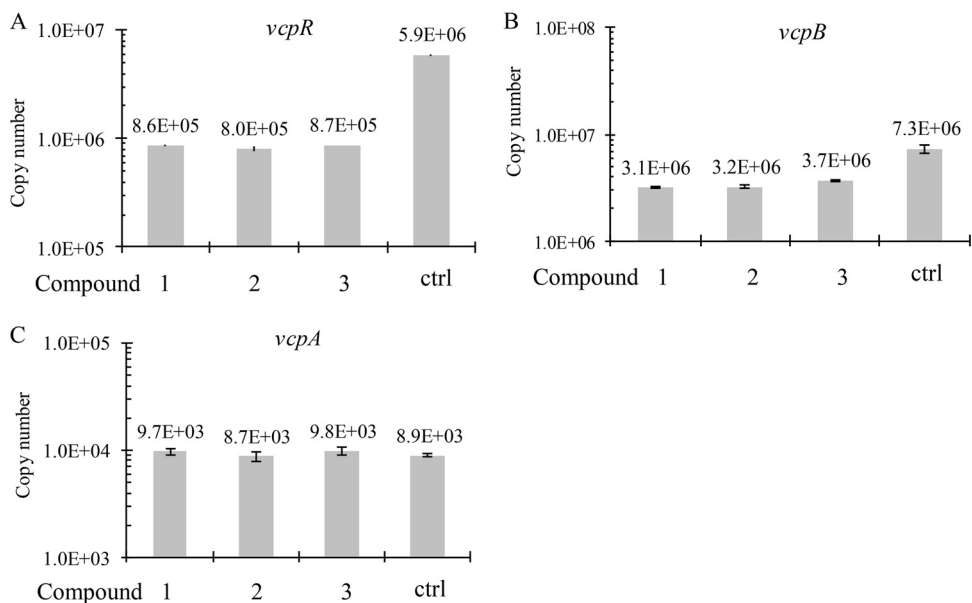 A
vcpR
Copy number
1.0E+07
1.0E+06
1.0E+05
8.6E+05
8.0E+05
8.7E+05
5.9E+06
Compound 1 2 3 ctrl
B
vcpB
Copy number
1.0E+08
1.0E+07
1.0E+06
3.1E+06
3.2E+06
3.7E+06
7.3E+06
Compound 1 2 3 ctrl
C
vcpA
Copy number
1.0E+05
1.0E+04
1.0E+03
9.7E+03
8.7E+03
9.8E+03
8.9E+03
Compound 1 2 3 ctrl